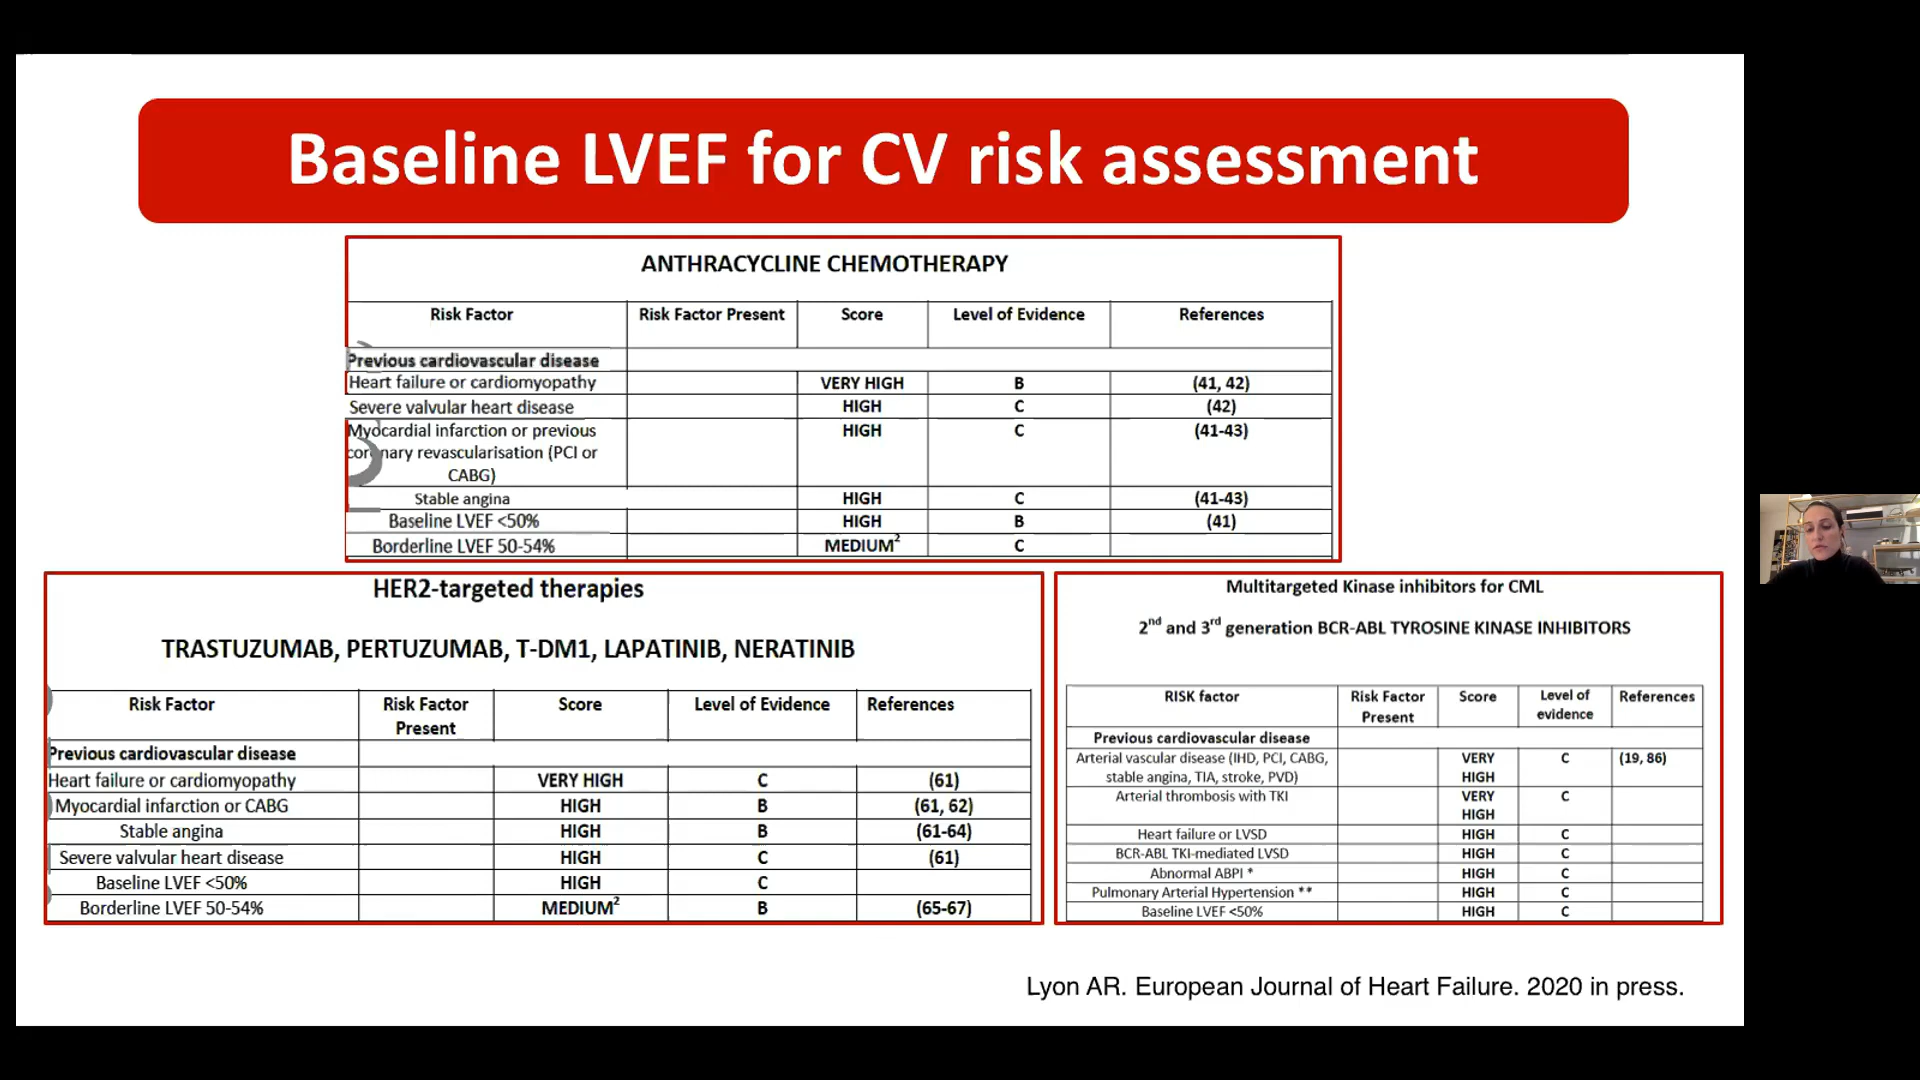 Baseline LVEF for CV risk assessment
ANTHRACYCLINE CHEMOTHERAPY
Risk Factor Risk Factor Present Score Level of Evidence References
Previous cardiovascular disease
Heart failure or cardiomyopathy VERY HIGH B (41, 42)
Severe valvular heart disease HIGH C (42)
Myocardial infarction or previous HIGH C (41-43)
coronary revascularisation (PCI or
CABG)
Stable angina HIGH C (41-43)
Baseline LVEF <50% HIGH B (41)
Borderline LVEF 50-54% MEDIUM² C
HER2-targeted therapies
TRASTUZUMAB, PERTUZUMAB, T-DM1, LAPATINIB, NERATINIB
Risk Factor Risk Factor Score Level of Evidence References
Present
Previous cardiovascular disease
Heart failure or cardiomyopathy VERY HIGH C (61)
Myocardial infarction or CABG HIGH B (61, 62)
Stable angina HIGH B (61-64)
Severe valvular heart disease HIGH C (61)
Baseline LVEF <50% HIGH C
Borderline LVEF 50-54% MEDIUM² B (65-67)
Multitargeted Kinase inhibitors for CML
2nd and 3rd generation BCR-ABL TYROSINE KINASE INHIBITORS
RISK factor Risk Factor Score Level of References
Present evidence
Previous cardiovascular disease
Arterial vascular disease (IHD, PCI, CABG, VERY C (19, 86)
stable angina, TIA, stroke, PVD) HIGH
Arterial thrombosis with TKI VERY C
HIGH
Heart failure or LVSD HIGH C
BCR-ABL TKI-mediated LVSD HIGH C
Abnormal ABPI * HIGH C
Pulmonary Arterial Hypertension ** HIGH C
Baseline LVEF <50% HIGH C
Lyon AR. European Journal of Heart Failure. 2020 in press.